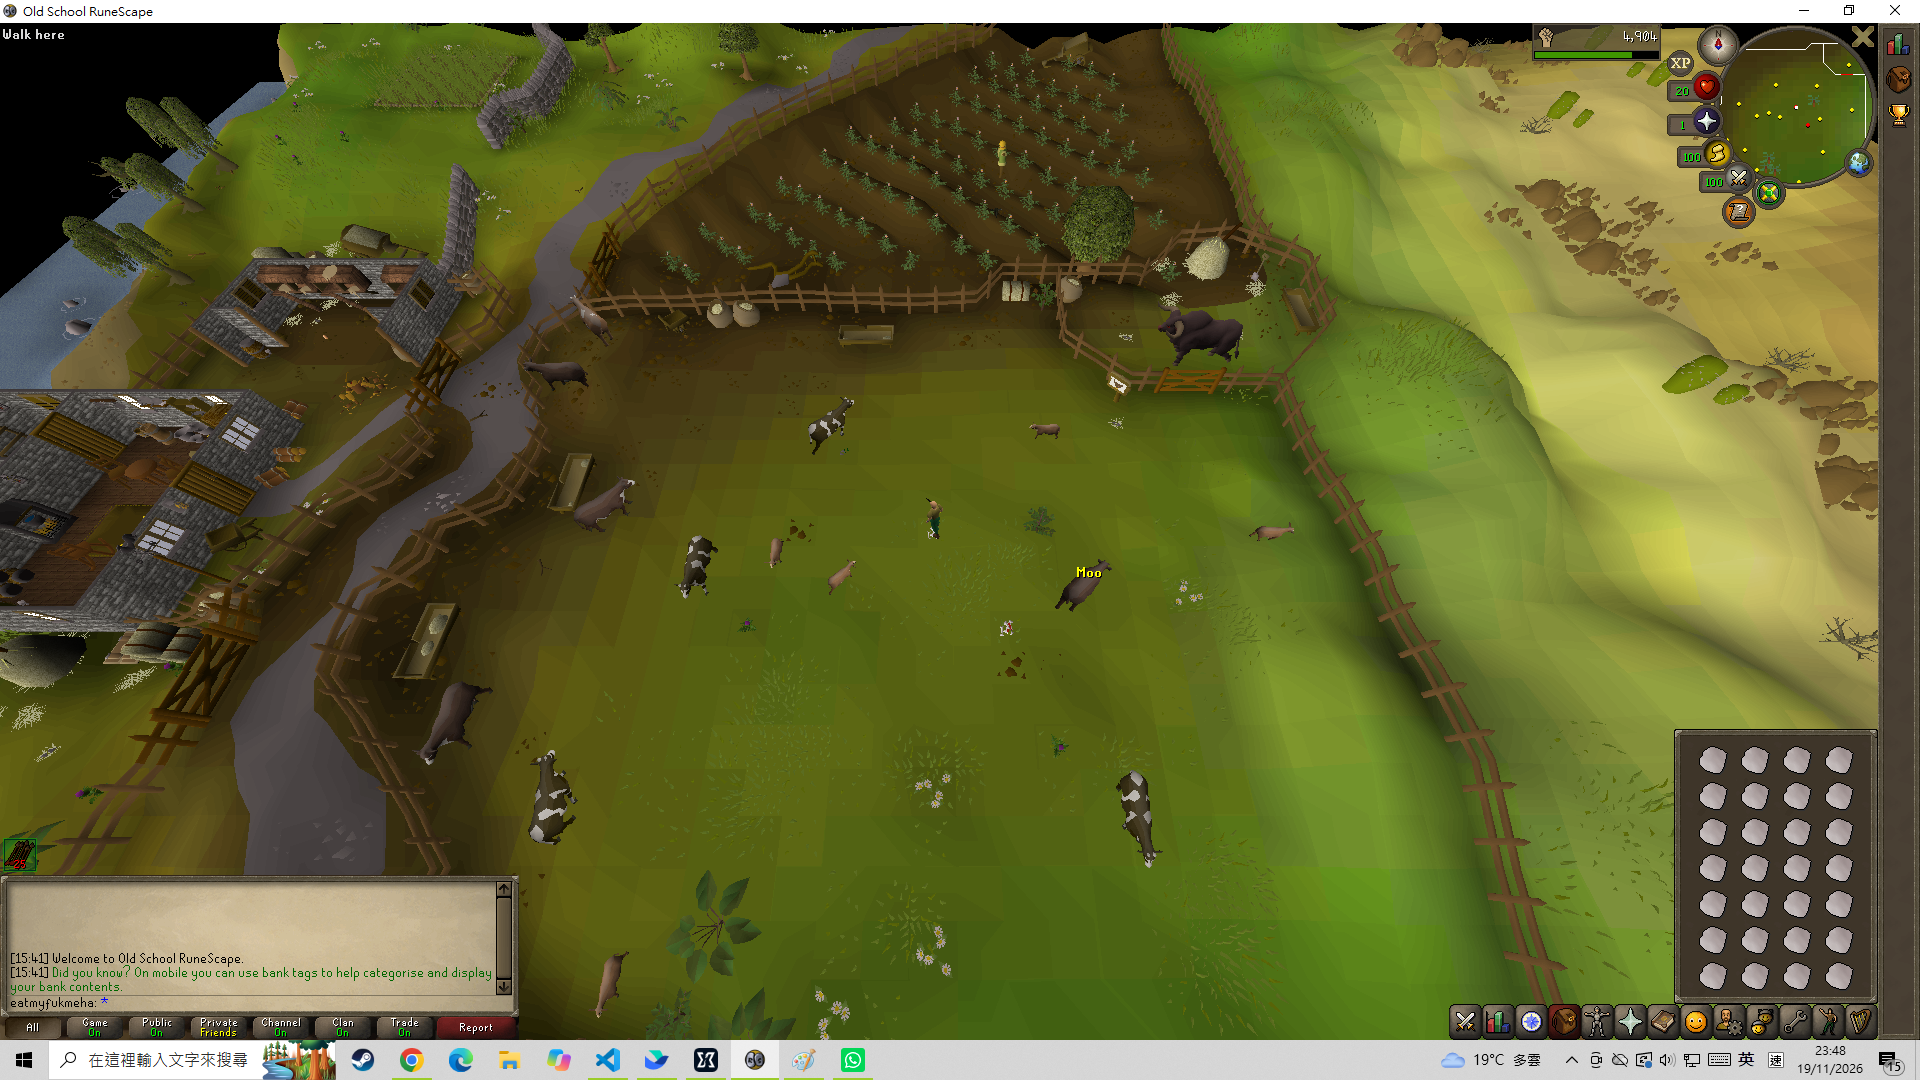 Old School RuneScape
Walk here
4,904
N
XP
20
1
100
100
Moo
25
[15:41] Welcome to Old School RuneScape.
[15:41] Did you know? On mobile you can use bank tags to help categorise and display
your bank contents.
eatmyfukmeha: *
All
Game
On
Public
On
Private
Friends
Channel
On
Clan
On
Trade
On
Report
在這裡輸入文字來搜尋
19°C 多雲
英
速
23:48
19/11/2026
15